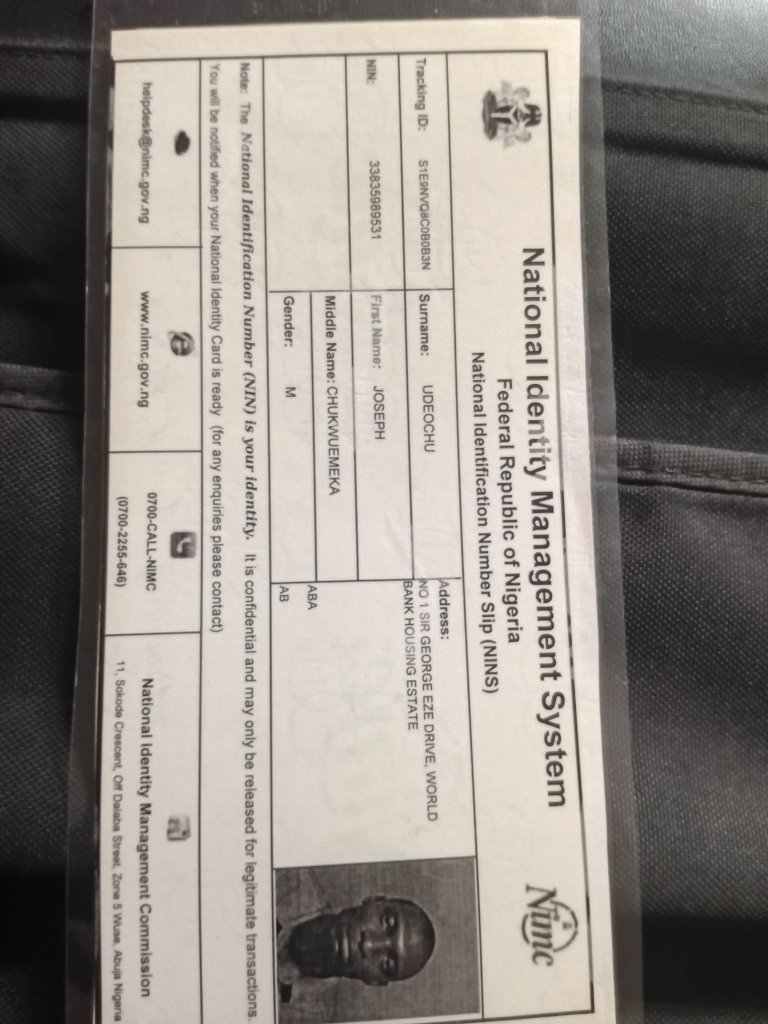 National Identity Management System
Federal Republic of Nigeria
National Identification Number Slip (NINS)
Nimc
Tracking ID: S1E9NVQ8C0B0B3N
Surname: UDEOCHU
Address:
NO 1 SIR GEORGE EZE DRIVE, WORLD
BANK HOUSING ESTATE
NIN: 33835989531
First Name: JOSEPH
Middle Name: CHUKWUEMEKA
ABA
Gender: M
AB
Note: The National Identification Number (NIN) is your identity. It is confidential and may only be released for legitimate transactions.
You will be notified when your National Identity Card is ready (for any enquiries please contact)
helpdesk@nimc.gov.ng
www.nimc.gov.ng
0700-CALL-NIMC
(0700-2255-646)
National Identity Management Commission
11, Sokode Crescent, Off Dalaba Street, Zone 5 Wuse, Abuja Nigeria